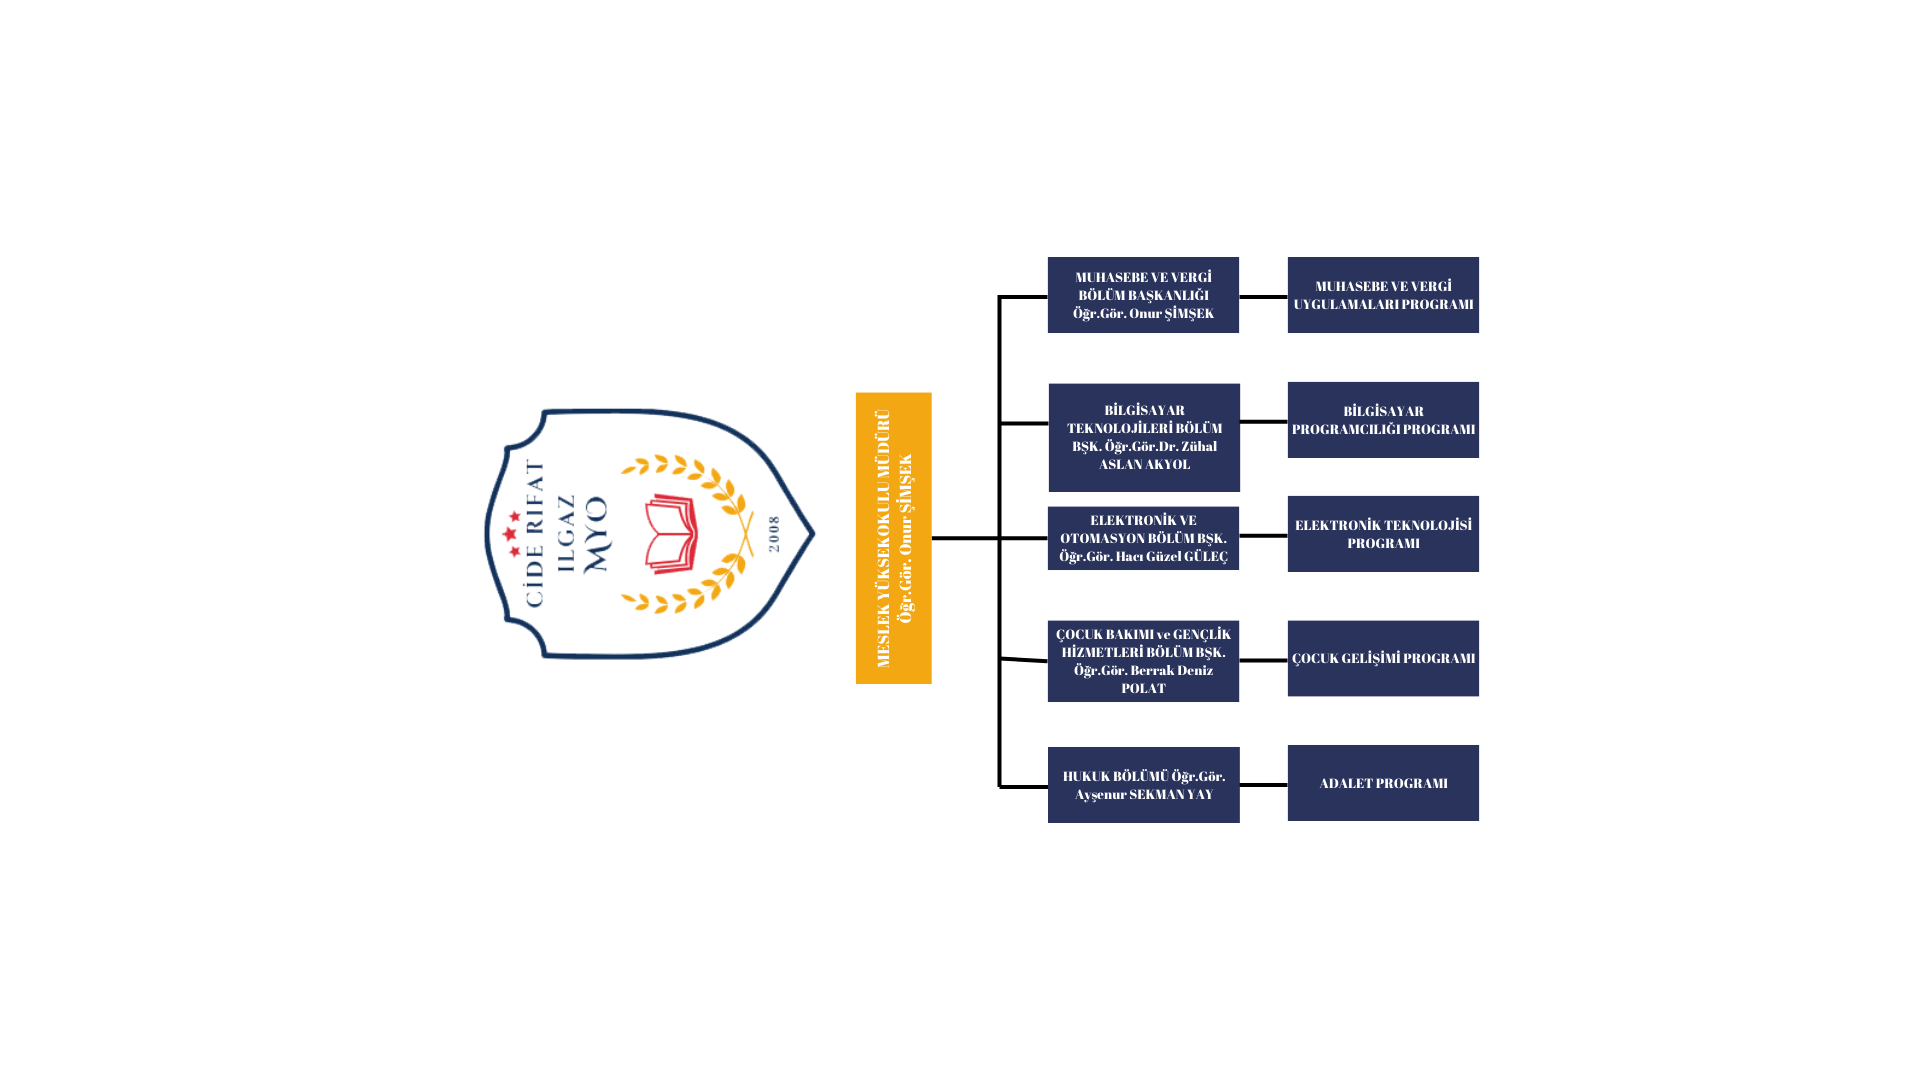 CİDE RIFAT
ILGAZ
MYO
2008
MESLEK YÜKSEKOKULU MÜDÜRÜ
Öğr.Gör. Onur ŞİMŞEK
MUHASEBE VE VERGİ
BÖLÜM BAŞKANLIĞI
Öğr.Gör. Onur ŞİMŞEK
MUHASEBE VE VERGİ
UYGULAMALARI PROGRAMI
BİLGİSAYAR
TEKNOLOJİLERİ BÖLÜM
BŞK. Öğr.Gör.Dr. Zühal
ASLAN AKYOL
BİLGİSAYAR
PROGRAMCILIĞI PROGRAMI
ELEKTRONİK VE
OTOMASYON BÖLÜM BŞK.
Öğr.Gör. Hacı Güzel GÜLEÇ
ELEKTRONİK TEKNOLOJİSİ
PROGRAMI
ÇOCUK BAKIMI ve GENÇLİK
HİZMETLERİ BÖLÜM BŞK.
Öğr.Gör. Berrak Deniz
POLAT
ÇOCUK GELİŞİMİ PROGRAMI
HUKUK BÖLÜMÜ Öğr.Gör.
Ayşenur SEKMAN YAY
ADALET PROGRAMI